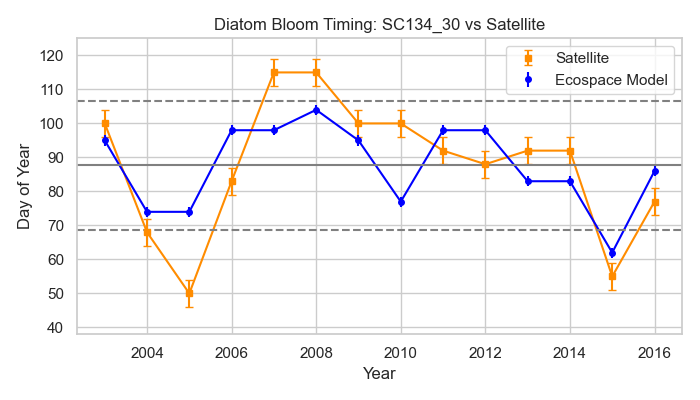 Diatom Bloom Timing: SC134_30 vs Satellite
Satellite
Ecospace Model
120
110
100
90
80
70
60
50
40
Day of Year
2004 2006 2008 2010 2012 2014 2016
Year